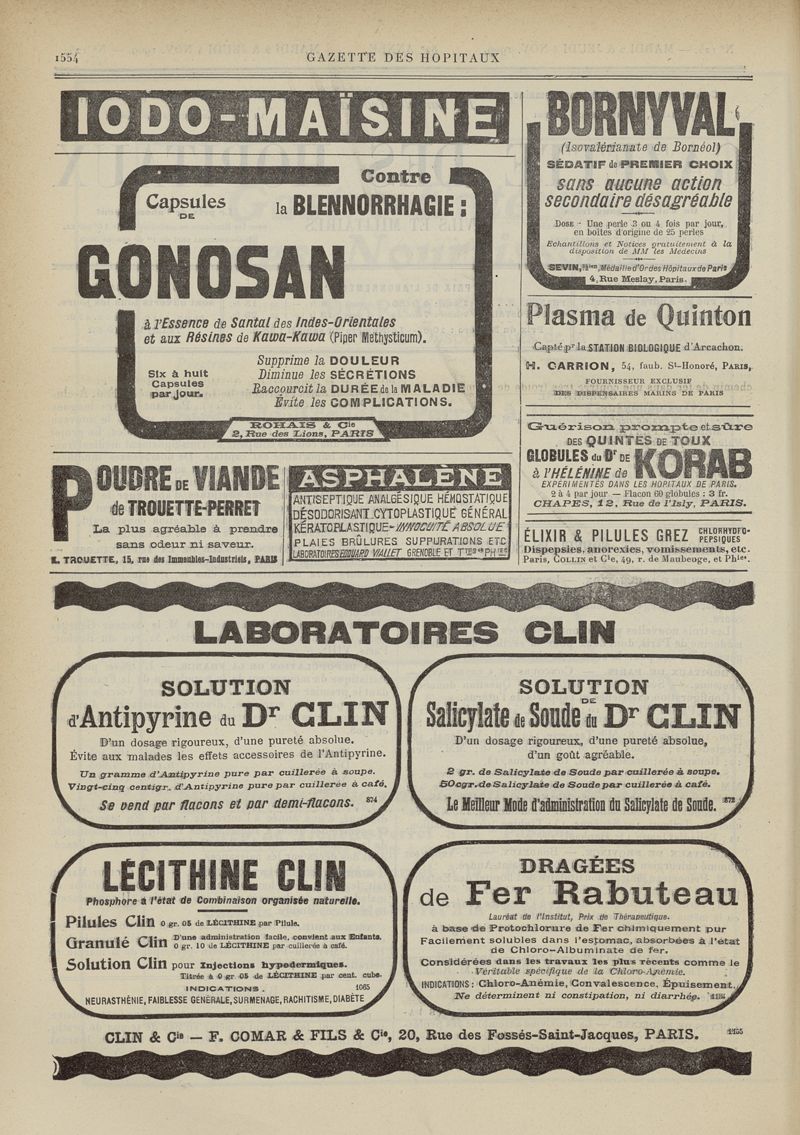 1554
GAZETTE DES HOPITAUX
IODO-MAÏSINE
Contre
Capsules
DE
la BLENNORRHAGIE :
GONOSAN
à l'Essence de Santal des Indes-Orientales
et aux Résines de Kawa-Kawa (Piper Methysticum).
Six à huit
Capsules
par jour.
Supprime la DOULEUR
Diminue les SÉCRÉTIONS
Raccourcit la DURÉE de la MALADIE
Évite les COMPLICATIONS.
ROHAIS & Cie
2, Rue des Lions, PARIS
BORNYVAL
(Isovalérianate de Bornéol)
SÉDATIF de PREMIER CHOIX
sans aucune action
secondaire désagréable
DOSE - Une perle 3 ou 4 fois par jour,
en boîtes d'origine de 25 perles
Echantillons et Notices gratuitement à la
disposition de MM les Médecins
SEVIN, Phien, Médaille d'Or des Hôpitaux de Paris
4, Rue Meslay, Paris.
Plasma de Quinton
Capté pr la STATION BIOLOGIQUE d'Arcachon.
H. CARRION, 54, faub. St-Honoré, PARIS,
FOURNISSEUR EXCLUSIF
DES DISPENSAIRES MARINS DE PARIS
Guérison prompte et sûre
DES QUINTES DE TOUX
GLOBULES du Dr DE KORAB
à l'HÉLÉNINE de
EXPÉRIMENTÉS DANS LES HOPITAUX DE PARIS.
2 à 4 par jour — Flacon 60 globules : 3 fr.
CHAPES, 12, Rue de l'Isly, PARIS.
ÉLIXIR & PILULES GREZ CHLORHYDRO-
PEPSIQUES
Dyspepsies, anorexies, vomissements, etc.
Paris, COLLIN et Cie, 49, r. de Maubeuge, et Phies.
POUDRE DE VIANDE
de TROUETTE-PERRET
La plus agréable à prendre
sans odeur ni saveur.
E. TROUETTE, 15, rue des Immeubles-Industriels, PARIS
ASPHALÈNE
ANTISEPTIQUE ANALGÉSIQUE HÉMOSTATIQUE
DÉSODORISANT.CYTOPLASTIQUE GÉNÉRAL
KÉRATOPLASTIQUE - INNOCUITÉ ABSOLUE
PLAIES BRÛLURES SUPPURATIONS ETC
LABORATOIRES EDOUARD VIALLET GRENOBLE ET TTES PHIES
LABORATOIRES CLIN
SOLUTION
d'Antipyrine du Dr CLIN
D'un dosage rigoureux, d'une pureté absolue.
Évite aux malades les effets accessoires de l'Antipyrine.
Un gramme d'Antipyrine pure par cuillerée à soupe.
Vingt-cinq centigr. d'Antipyrine pure par cuillerée à café.
Se vend par flacons et par demi-flacons. 874
SOLUTION
DE
Salicylate de Soude du Dr CLIN
D'un dosage rigoureux, d'une pureté absolue,
d'un goût agréable.
2 gr. de Salicylate de Soude par cuillerée à soupe.
50 cgr. de Salicylate de Soude par cuillerée à café.
Le Meilleur Mode d'administration du Salicylate de Soude. 872
LÉCITHINE CLIN
Phosphore à l'état de Combinaison organisée naturelle.
Pilules Clin 0 gr. 05 de LÉCITHINE par Pilule.
Granulé Clin D'une administration facile, convient aux Enfants.
0 gr. 10 de LÉCITHINE par cuillerée à café.
Solution Clin pour Injections hypodermiques.
Titrée à 0 gr. 05 de LÉCITHINE par cent. cube.
INDICATIONS. 1065
NEURASTHÉNIE, FAIBLESSE GÉNÉRALE, SURMENAGE, RACHITISME, DIABÈTE
DRAGÉES
de Fer Rabuteau
Lauréat de l'Institut, Prix de Thérapeutique.
à base de Protochlorure de Fer chimiquement pur
Facilement solubles dans l'estomac, absorbées à l'état
de Chloro-Albuminate de fer.
Considérées dans les travaux les plus récents comme le
Véritable spécifique de la Chloro-Anémie.
INDICATIONS : Chloro-Anémie, Convalescence, Épuisement.
Ne déterminent ni constipation, ni diarrhée.
CLIN & Cie — F. COMAR & FILS & Cie, 20, Rue des Fossés-Saint-Jacques, PARIS. 1155